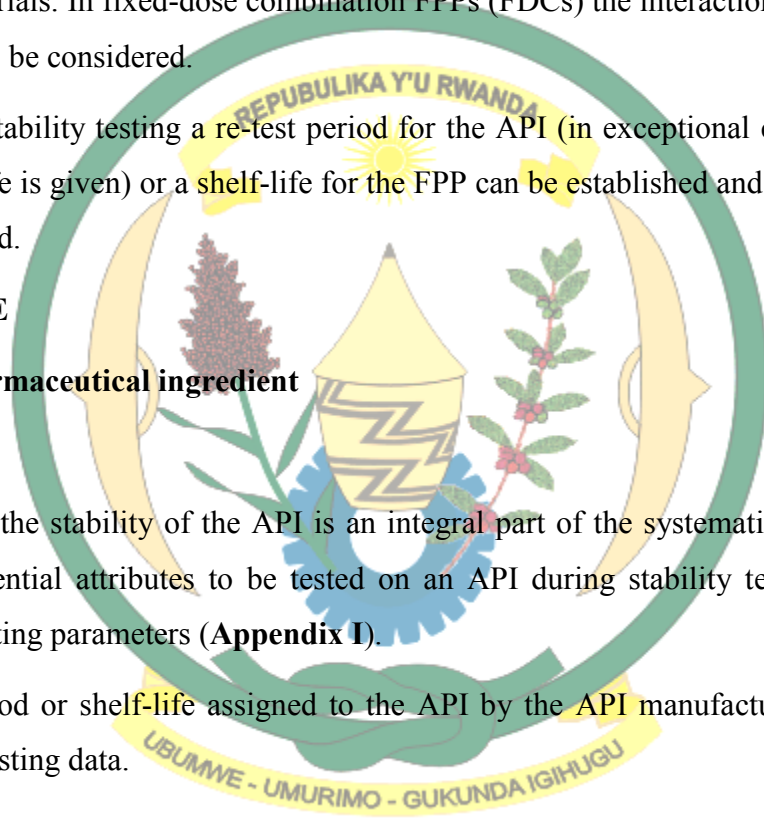 In fixed-dose combination FPPs (FDCs) the interaction
be considered.
REPUBULIKA Y'U RWANDA
tability testing a re-test period for the API (in exceptional
e is given) or a shelf-life for the FPP can be established and
d.
E
rmaceutical ingredient
the stability of the API is an integral part of the systemati
ential attributes to be tested on an API during stability te
ting parameters (Appendix I).
od or shelf-life assigned to the API by the API manufactu
sting data.
UBUMWE - UMURIMO - GUKUNDA IGIHUGU